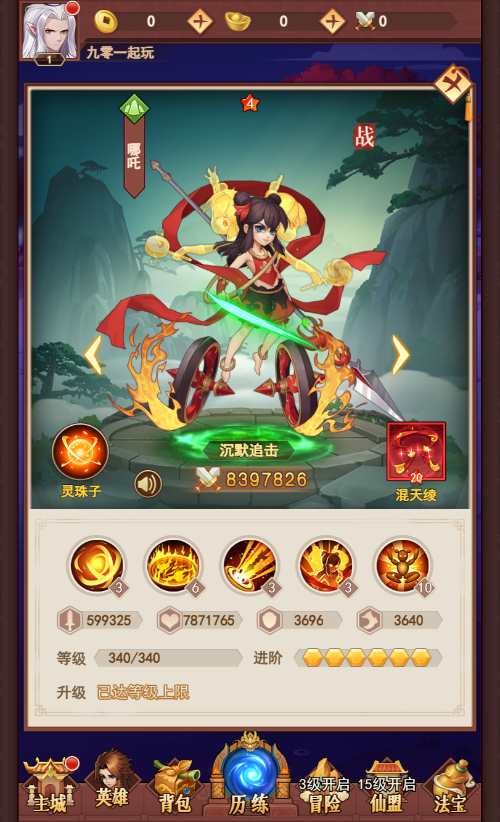 0
0
0
1
九零一起玩
4
哪吒
战
沉默追击
8397826
灵珠子
20
混天绫
3
6
3
3
10
599325
7871765
3696
3640
等级
340/340
进阶
升级
已达等级上限
主城
英雄
背包
历练
3级开启
冒险
15级开启
仙盟
法宝